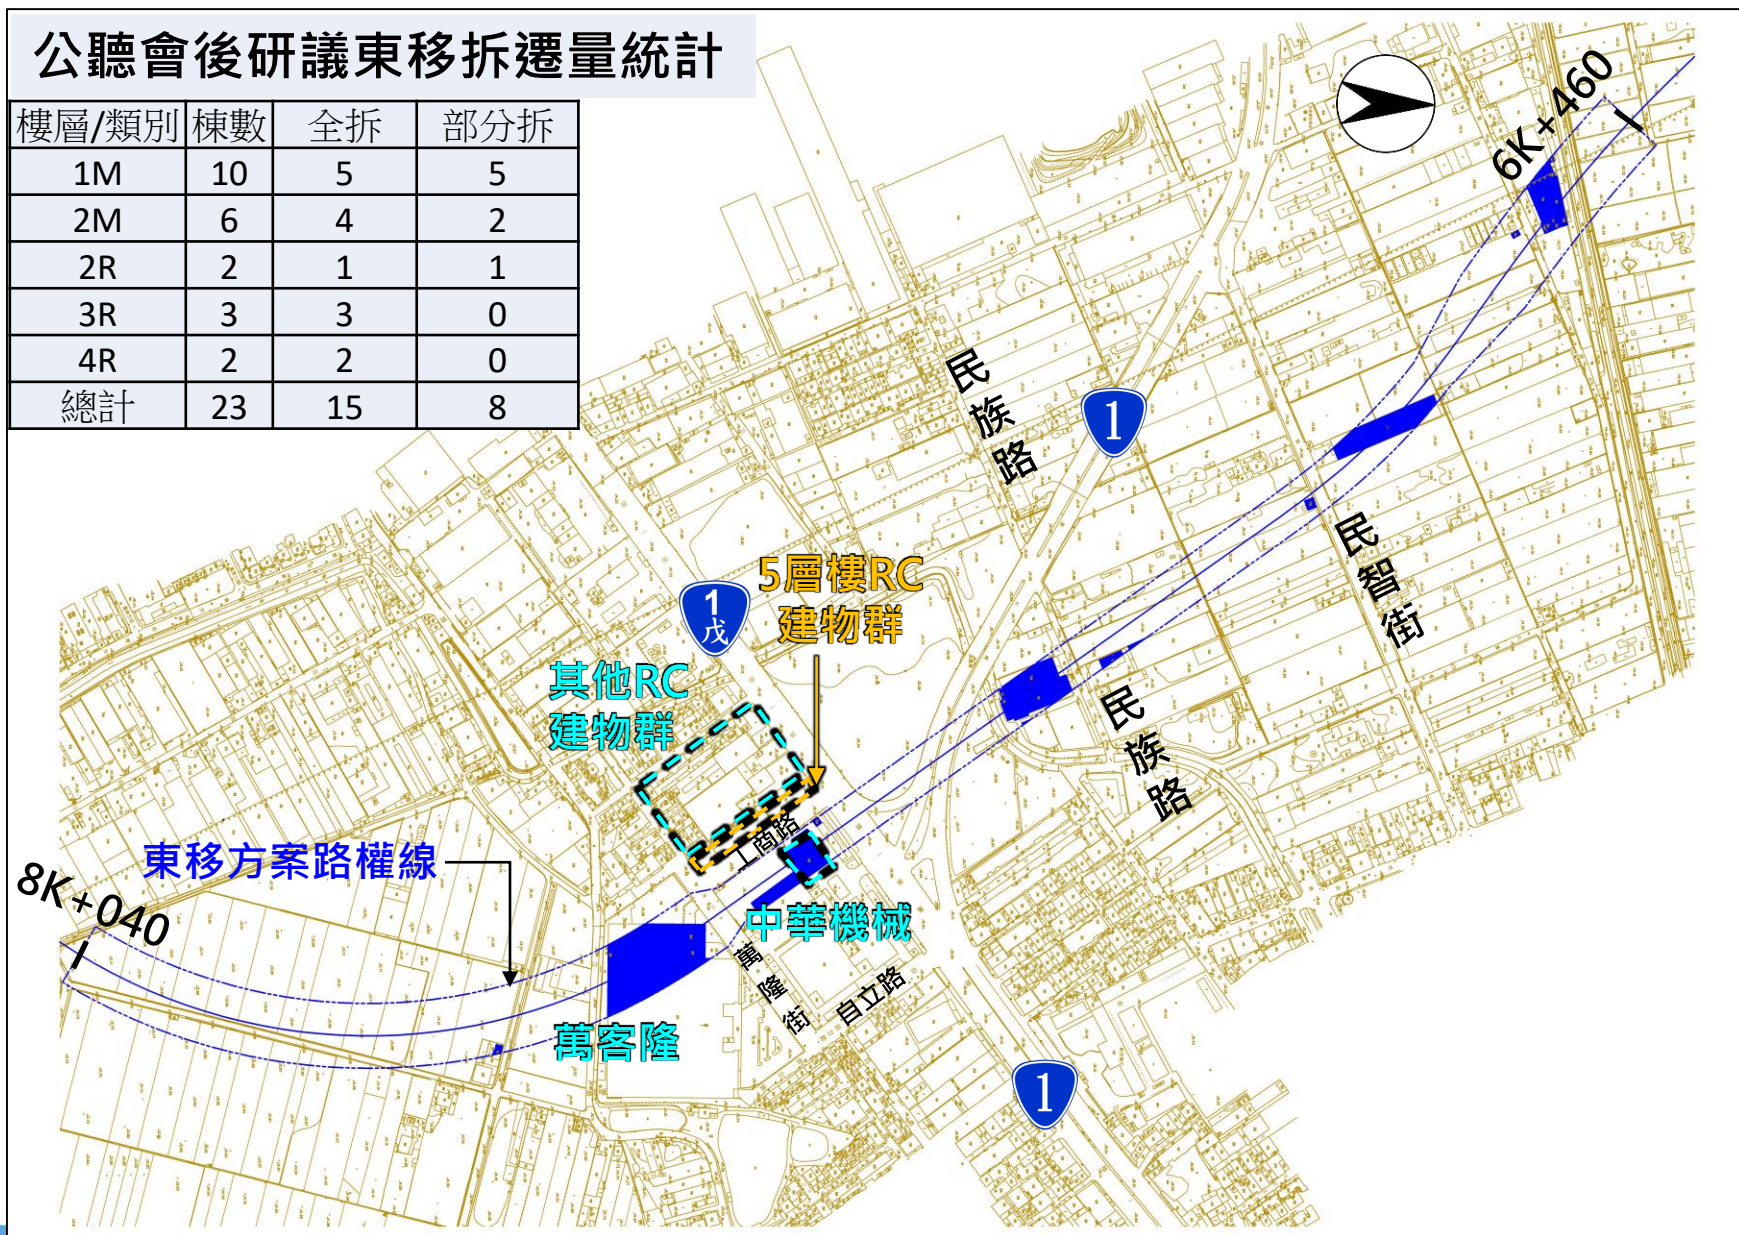 公聽會後研議東移拆遷量統計
樓層/類別 棟數 全拆 部分拆
1M 10 5 5
2M 6 4 2
2R 2 1 1
3R 3 3 0
4R 2 2 0
總計 23 15 8
6K+460
民族路
1
民智街
5層樓RC
建物群
1
戊
其他RC
建物群
民族路
工商路
東移方案路權線
8K+040
中華機械
萬隆街
自立路
萬客隆
1